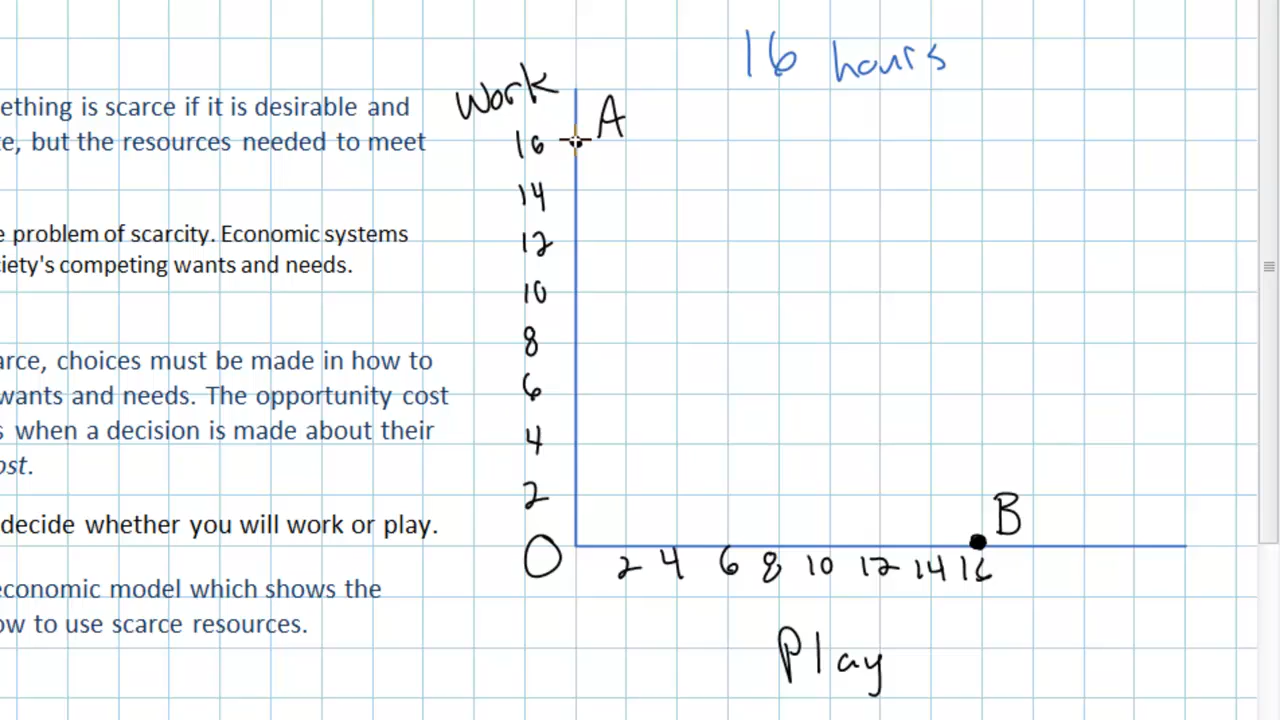 16 hours
Work
A
16
ething is scarce if it is desirable and
e, but the resources needed to meet
14
e problem of scarcity. Economic systems
12
iety's competing wants and needs.
10
8
arce, choices must be made in how to
6
wants and needs. The opportunity cost
s when a decision is made about their
4
ost.
2
B
decide whether you will work or play.
0
2 4 6 8 10 12 14 16
economic model which shows the
ow to use scarce resources.
Play